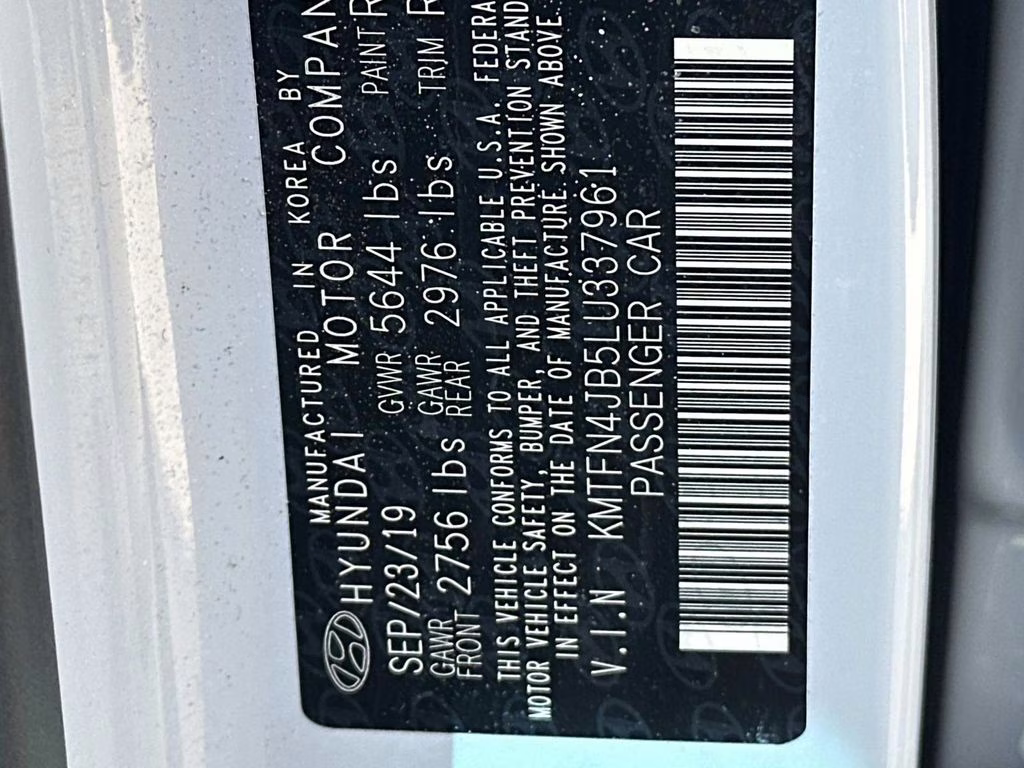 MANUFACTURED IN KOREA BY
HYUNDAI MOTOR COMPAN
SEP/23/19 GVWR 5644 lbs PAINT R
GAWR FRONT 2756 lbs GAWR REAR 2976 lbs TRIM R
THIS VEHICLE CONFORMS TO ALL APPLICABLE U.S.A. FEDERA
MOTOR VEHICLE SAFETY, BUMPER, AND THEFT PREVENTION STAND
IN EFFECT ON THE DATE OF MANUFACTURE SHOWN ABOVE.
V.I.N KMTFN4JB5LU337961
PASSENGER CAR